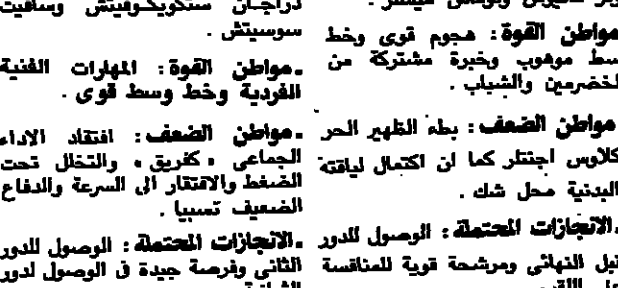 مواطن القوة: هجوم قوى وخط
وسط موهوب وخبرة مشتركة من
المخضرمين والشباب .
مواطن الضعف: بطء الظهير الحر
كلاوس اجنتلر كما ان اكتمال لياقته
البدنية محل شك .
.الانجازات المحتملة: الوصول للدور
قبل النهائى ومرشحة قوية للمنافسة
دراجان ستكويكوفيتش وسافيت
سوسيتش .
.مواطن القوة: المهارات الفنية
الفردية وخط وسط قوى .
.مواطن الضعف: افتقاد الاداء
الجماعى « كفريق » والتخلل تحت
الضغط والافتقار الى السرعة والدفاع
الضعيف نسبيا .
.الانجازات المحتملة: الوصول للدور
الثانى وفرصة جيدة فى الوصول لدور